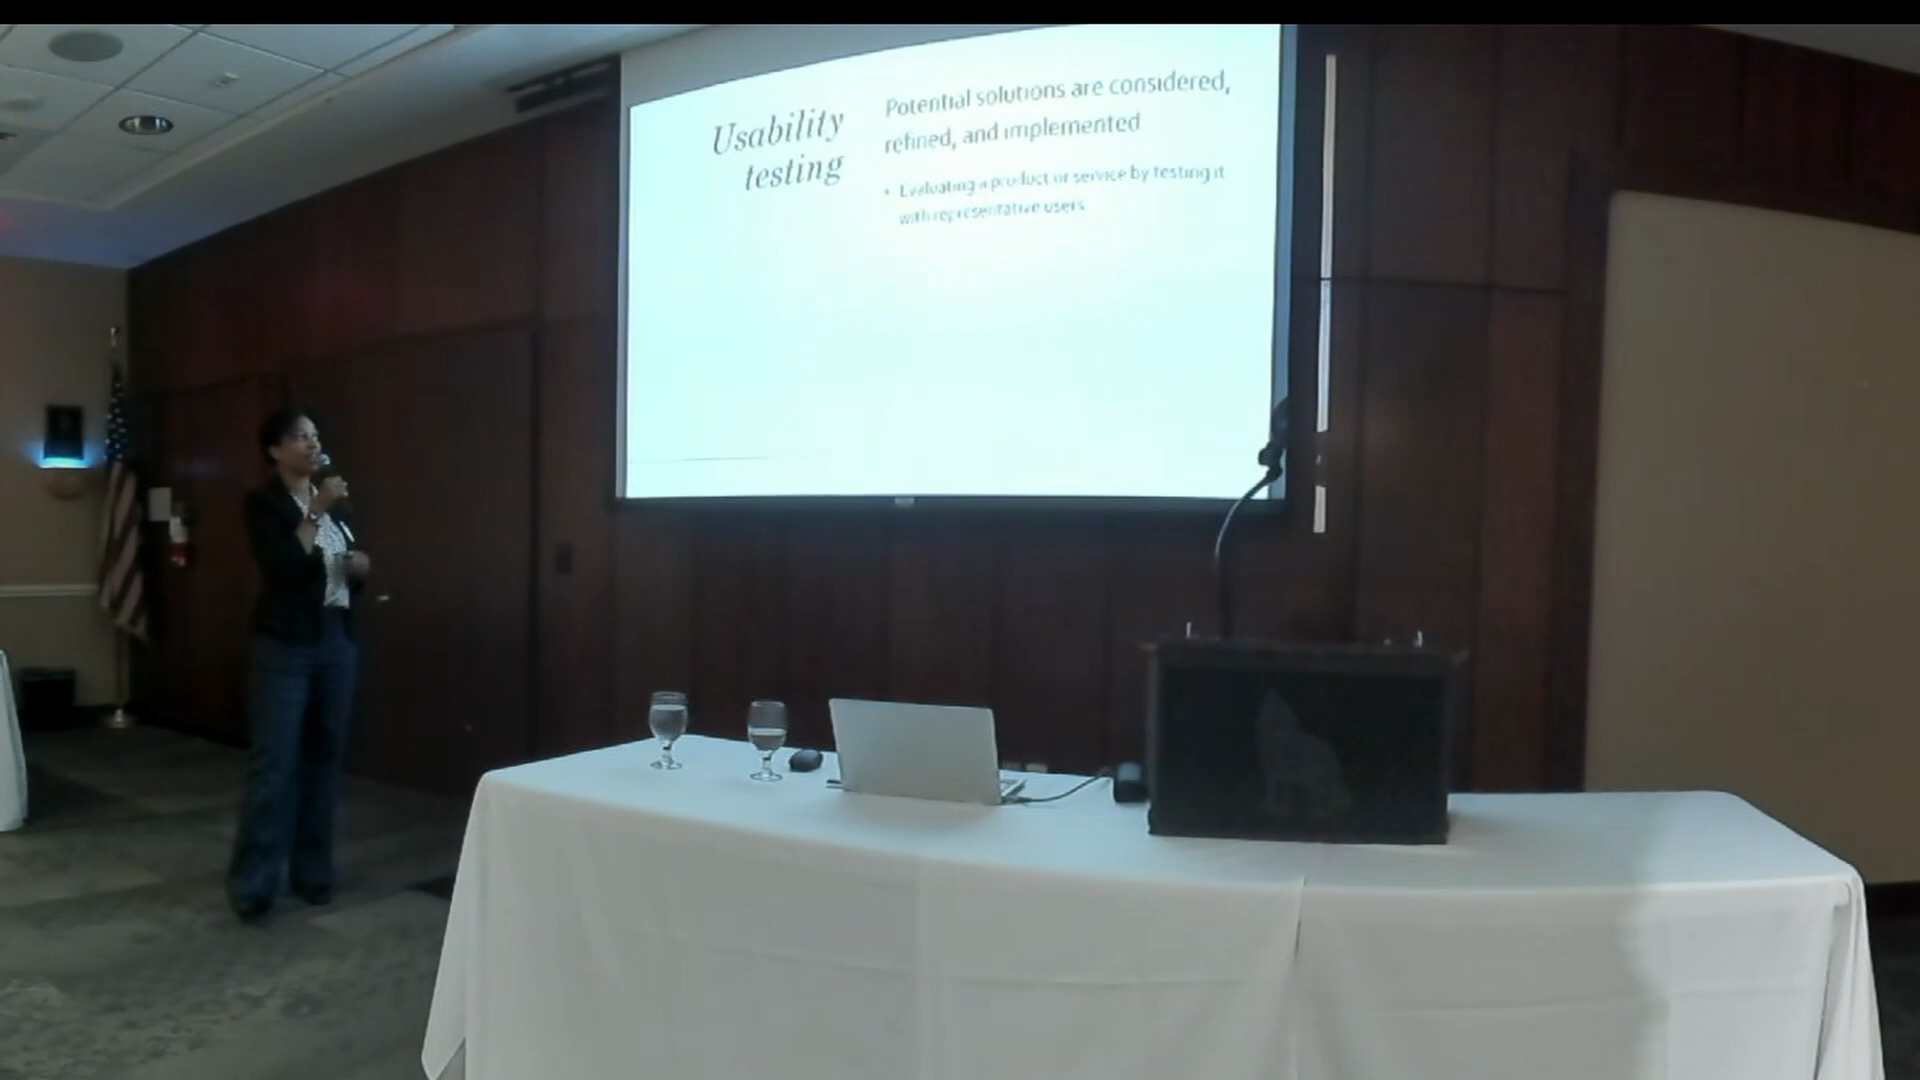 Usability
testing
Potential solutions are considered,
refined, and implemented
• Evaluating a product or service by testing it
with representative users